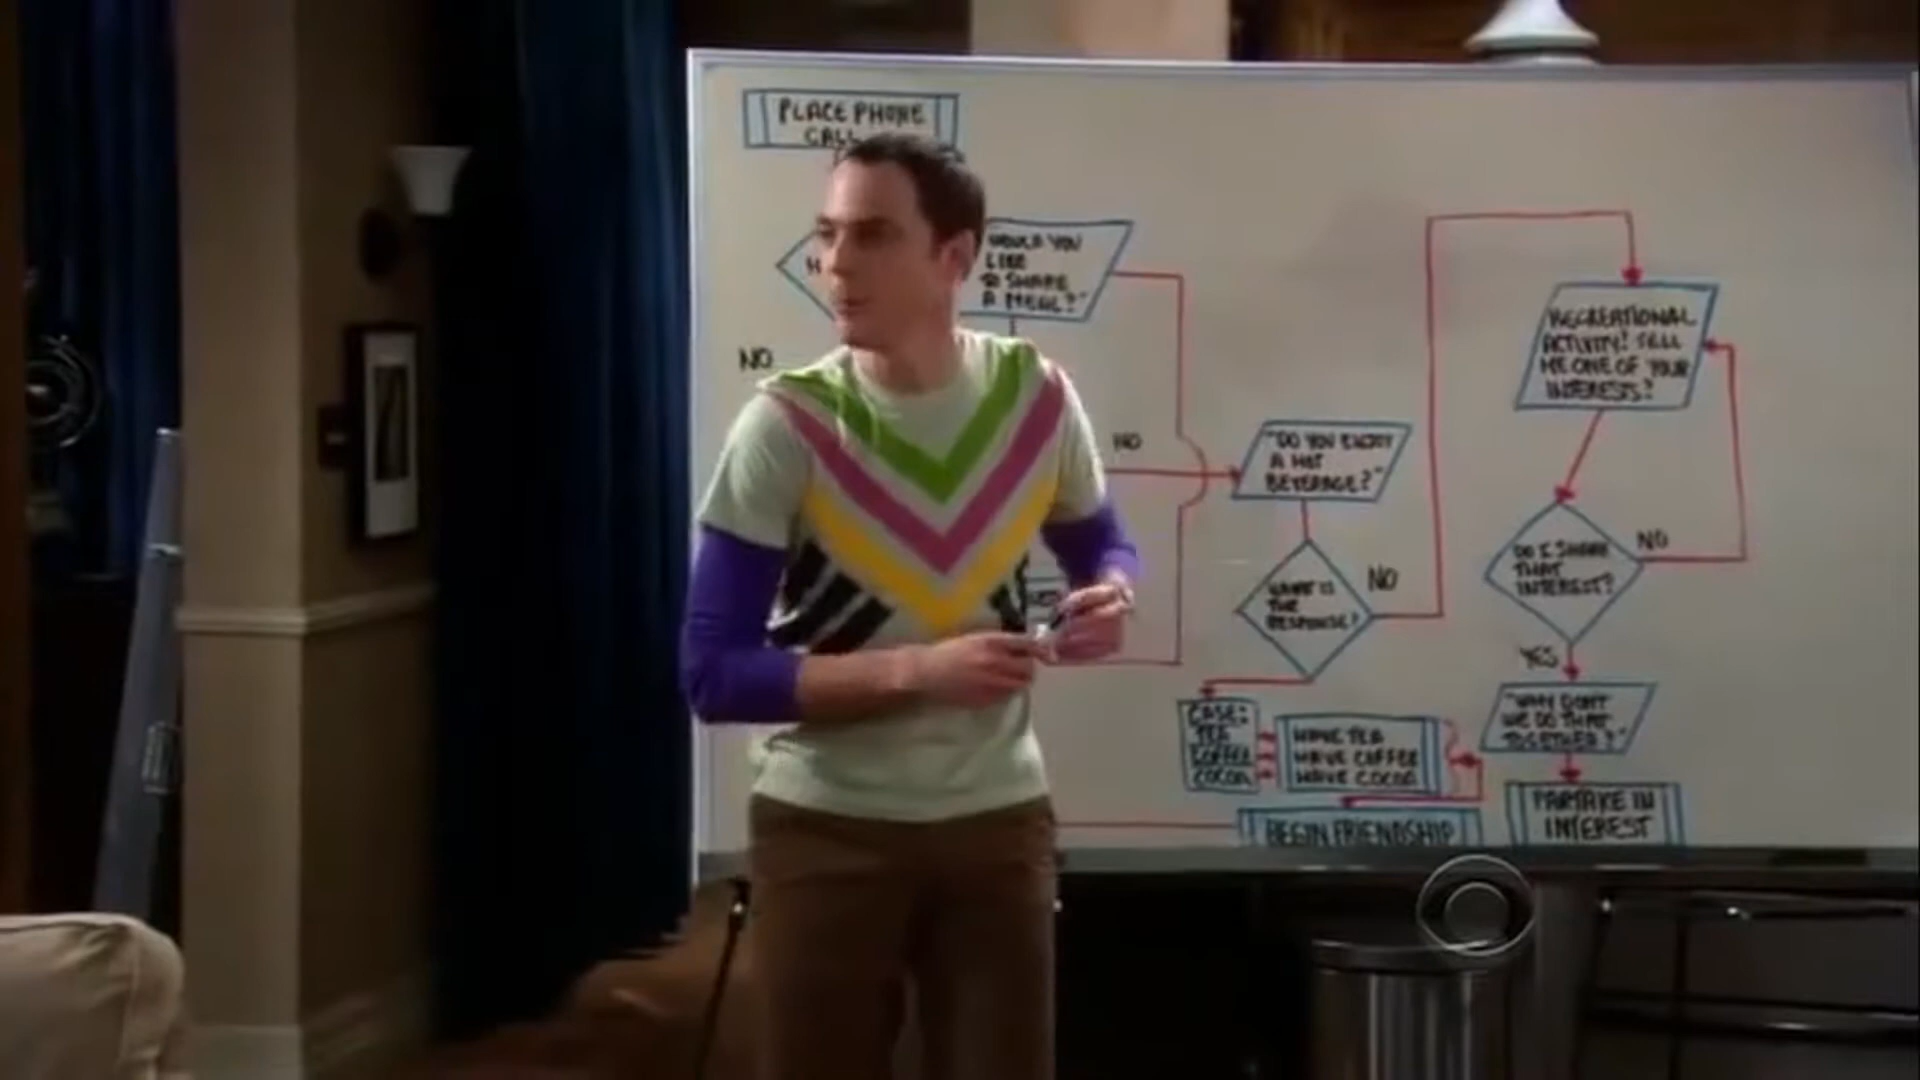 PLACE PHONE
CALL
H
WOULD YOU
LIKE
TO SHARE
A MEAL?"
NO
NO
"DO YOU ENJOY
A HOT
BEVERAGE?"
WHAT IS
THE
RESPONSE?
NO
CASE:
TEA
COFFEE
COCOA
HAVE TEA
HAVE COFFEE
HAVE COCOA
BEGIN FRIENDSHIP
RECREATIONAL
ACTIVITY! TELL
ME ONE OF YOUR
INTERESTS?
DO I SHARE
THAT
INTEREST?
NO
YES
"WHY DON'T
WE DO THAT
TOGETHER?"
PARTAKE IN
INTEREST